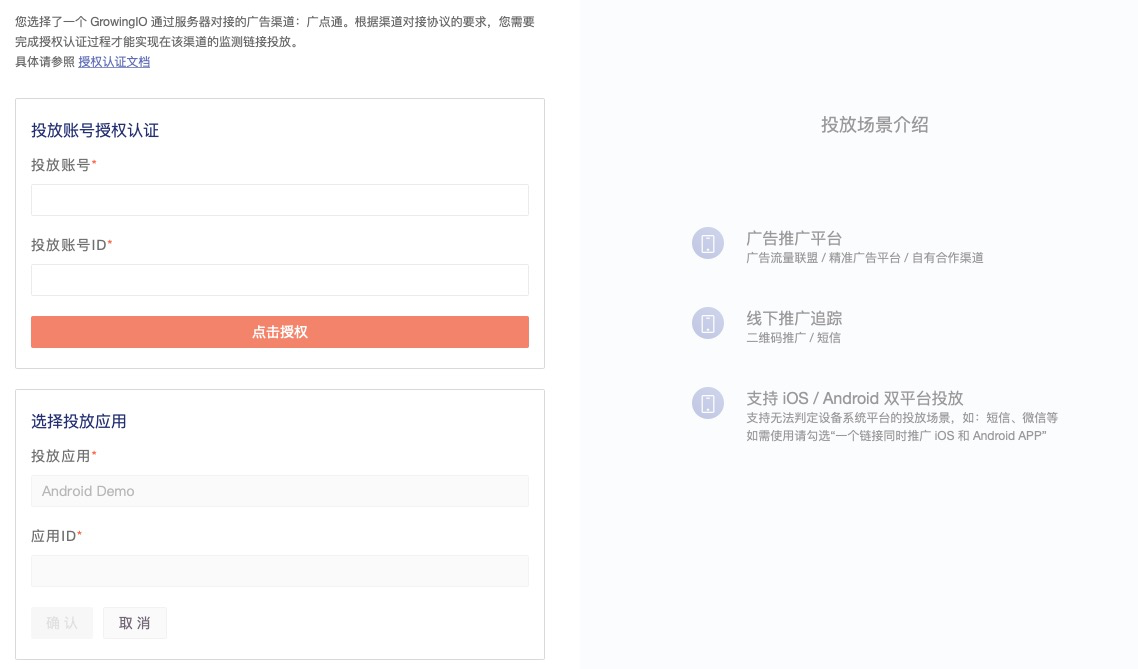 您选择了一个 GrowingIO 通过服务器对接的广告渠道：广点通。根据渠道对接协议的要求，您需要
完成授权认证过程才能实现在该渠道的监测链接投放。
具体请参照 授权认证文档
投放账号授权认证
投放账号*
投放账号ID*
点击授权
选择投放应用
投放应用*
Android Demo
应用ID*
确 认
取 消
投放场景介绍
广告推广平台
广告流量联盟 / 精准广告平台 / 自有合作渠道
线下推广追踪
二维码推广 / 短信
支持 iOS / Android 双平台投放
支持无法判定设备系统平台的投放场景，如：短信、微信等
如需使用请勾选“一个链接同时推广 iOS 和 Android APP”